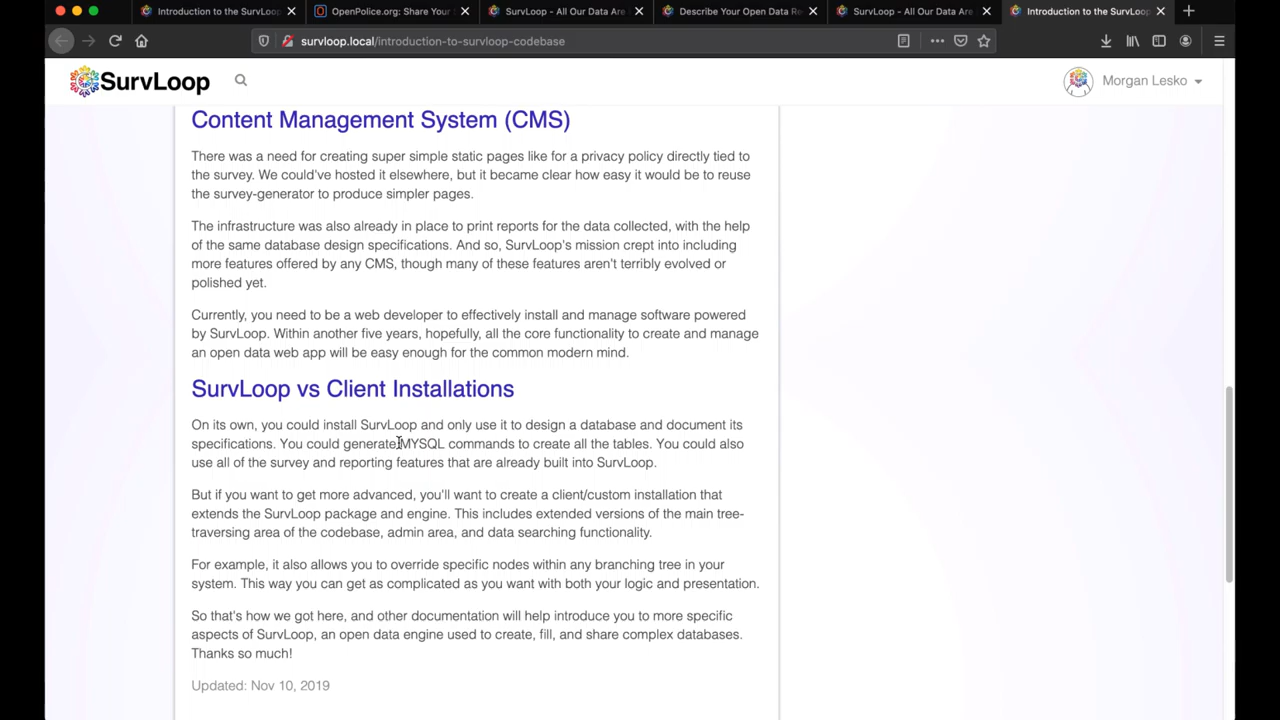 Introduction to the SurvLoop
OpenPolice.org: Share Your S
SurvLoop - All Our Data Are
Describe Your Open Data Re
SurvLoop - All Our Data Are
Introduction to the SurvLoop
survloop.local/introduction-to-survloop-codebase
SurvLoop
Morgan Lesko
Content Management System (CMS)
There was a need for creating super simple static pages like for a privacy policy directly tied to
the survey. We could've hosted it elsewhere, but it became clear how easy it would be to reuse
the survey-generator to produce simpler pages.
The infrastructure was also already in place to print reports for the data collected, with the help
of the same database design specifications. And so, SurvLoop's mission crept into including
more features offered by any CMS, though many of these features aren't terribly evolved or
polished yet.
Currently, you need to be a web developer to effectively install and manage software powered
by SurvLoop. Within another five years, hopefully, all the core functionality to create and manage
an open data web app will be easy enough for the common modern mind.
SurvLoop vs Client Installations
On its own, you could install SurvLoop and only use it to design a database and document its
specifications. You could generate MYSQL commands to create all the tables. You could also
use all of the survey and reporting features that are already built into SurvLoop.
But if you want to get more advanced, you'll want to create a client/custom installation that
extends the SurvLoop package and engine. This includes extended versions of the main tree-
traversing area of the codebase, admin area, and data searching functionality.
For example, it also allows you to override specific nodes within any branching tree in your
system. This way you can get as complicated as you want with both your logic and presentation.
So that's how we got here, and other documentation will help introduce you to more specific
aspects of SurvLoop, an open data engine used to create, fill, and share complex databases.
Thanks so much!
Updated: Nov 10, 2019